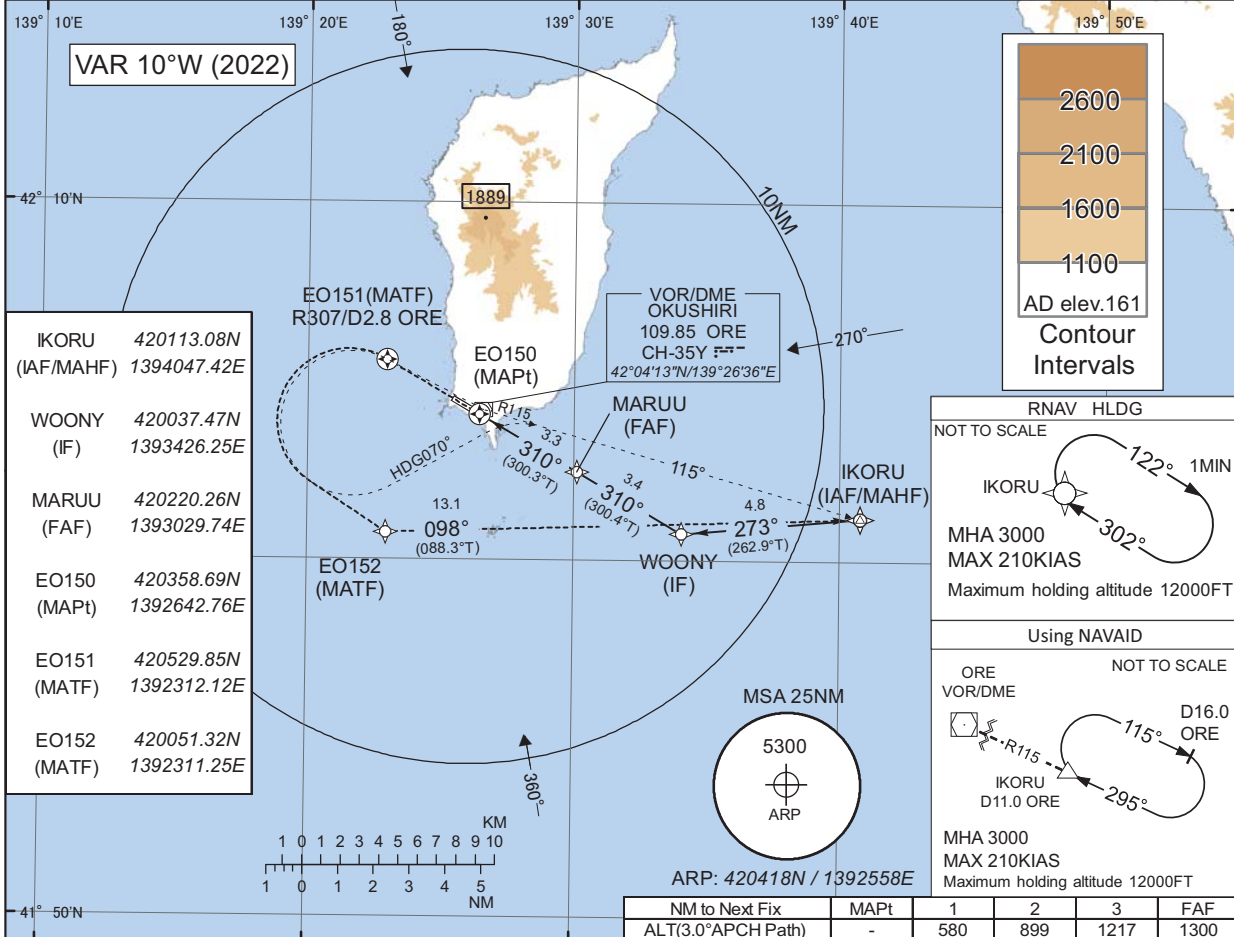 139° 10'E
139° 20'E
139° 30'E
139° 40'E
139° 50'E
180°
VAR 10°W (2022)
2600
2100
1600
1100
AD elev.161
Contour
Intervals
42° 10'N
1889
10NM
EO151(MATF)
R307/D2.8 ORE
VOR/DME
OKUSHIRI
109.85 ORE
CH-35Y
42°04'13"N/139°26'36"E
270°
EO150
(MAPt)
MARUU
(FAF)
R115
3.3
310°
(300.3°T)
HDG070°
115°
3.4
310°
(300.4°T)
IKORU
(IAF/MAHF)
13.1
098°
(088.3°T)
4.8
273°
(262.9°T)
EO152
(MATF)
WOONY
(IF)
IKORU 420113.08N
(IAF/MAHF) 1394047.42E
WOONY 420037.47N
(IF) 1393426.25E
MARUU 420220.26N
(FAF) 1393029.74E
EO150 420358.69N
(MAPt) 1392642.76E
EO151 420529.85N
(MATF) 1392312.12E
EO152 420051.32N
(MATF) 1392311.25E
RNAV HLDG
NOT TO SCALE
122° 1MIN
IKORU
302°
MHA 3000
MAX 210KIAS
Maximum holding altitude 12000FT
Using NAVAID
NOT TO SCALE
ORE
VOR/DME
D16.0
ORE
115°
R115
IKORU
D11.0 ORE
295°
MHA 3000
MAX 210KIAS
Maximum holding altitude 12000FT
360°
MSA 25NM
5300
ARP
ARP: 420418N / 1392558E
KM
1 0 1 2 3 4 5 6 7 8 9 10
1 0 1 2 3 4 5
NM
41° 50'N
NM to Next Fix MAPt 1 2 3 FAF
ALT(3.0°APCH Path) - 580 899 1217 1300